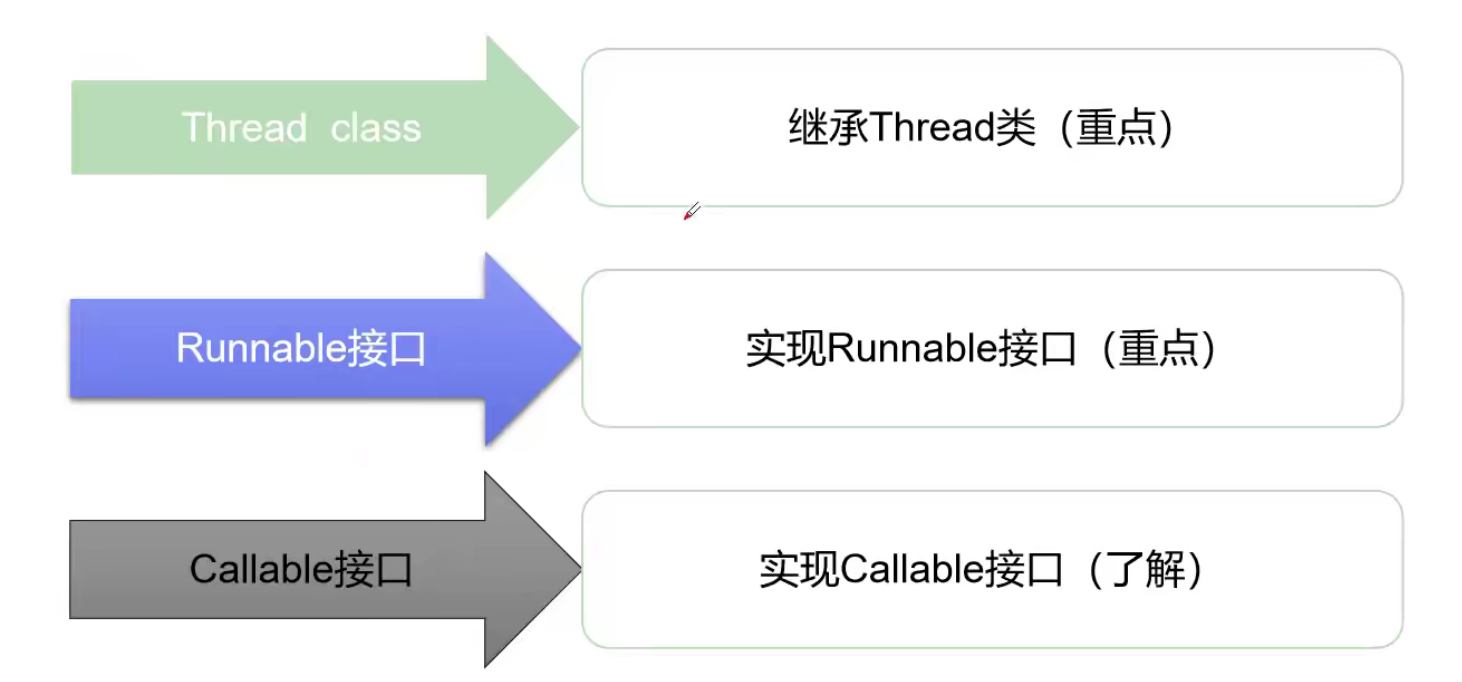 Thread class
继承Thread类（重点）
Runnable接口
实现Runnable接口（重点）
Callable接口
实现Callable接口（了解）